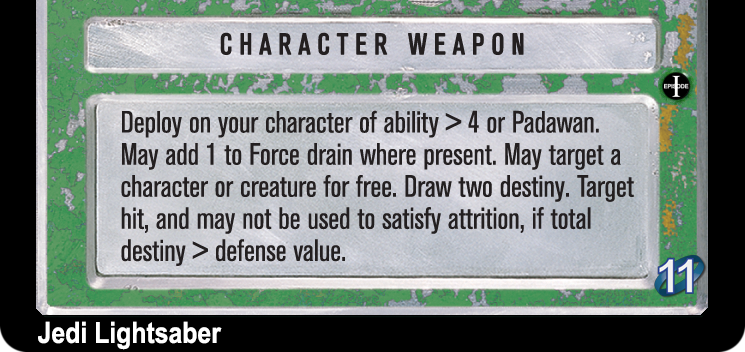 CHARACTER WEAPON
EPISODE
I
Deploy on your character of ability > 4 or Padawan.
May add 1 to Force drain where present. May target a
character or creature for free. Draw two destiny. Target
hit, and may not be used to satisfy attrition, if total
destiny > defense value.
11
Jedi Lightsaber